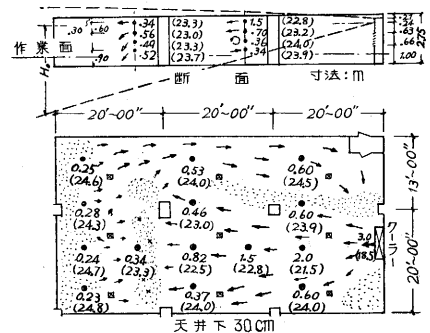 .34 (23.3) 1.5 (22.8)
.30 .60 .56 (23.0) .70 (23.2) .63
作業面 .49 (23.3) .36 (24.0) .66
.90 .52 (23.7) .34 (23.9) 1.00
2.75
H。
断面 寸法:m
20'-00" 20'-00" 20'-00"
13'-00"
0.25 0.53 0.60
(24.6) (24.0) (24.5)
0.28 0.46 0.60
(24.3) (23.0) (23.9)
クーラー
3.0
(18.5)
20'-00"
0.24 0.34 0.82 1.5 2.0
(24.7) (23.3) (22.5) (22.8) (21.5)
0.23 0.37 0.60
(24.8) (24.0) (24.0)
天井下30cm